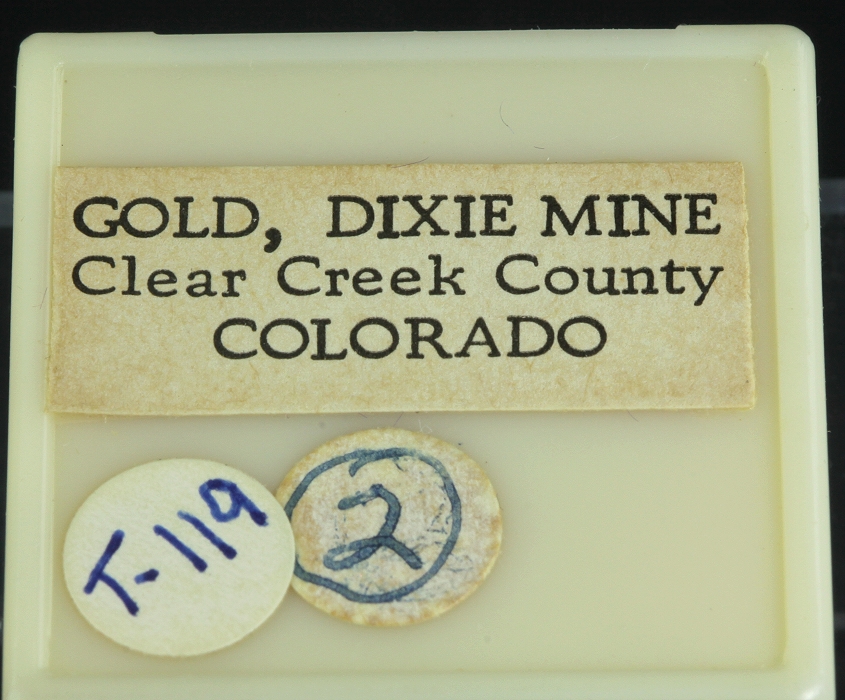 GOLD, DIXIE MINE
Clear Creek County
COLORADO
T-119
2